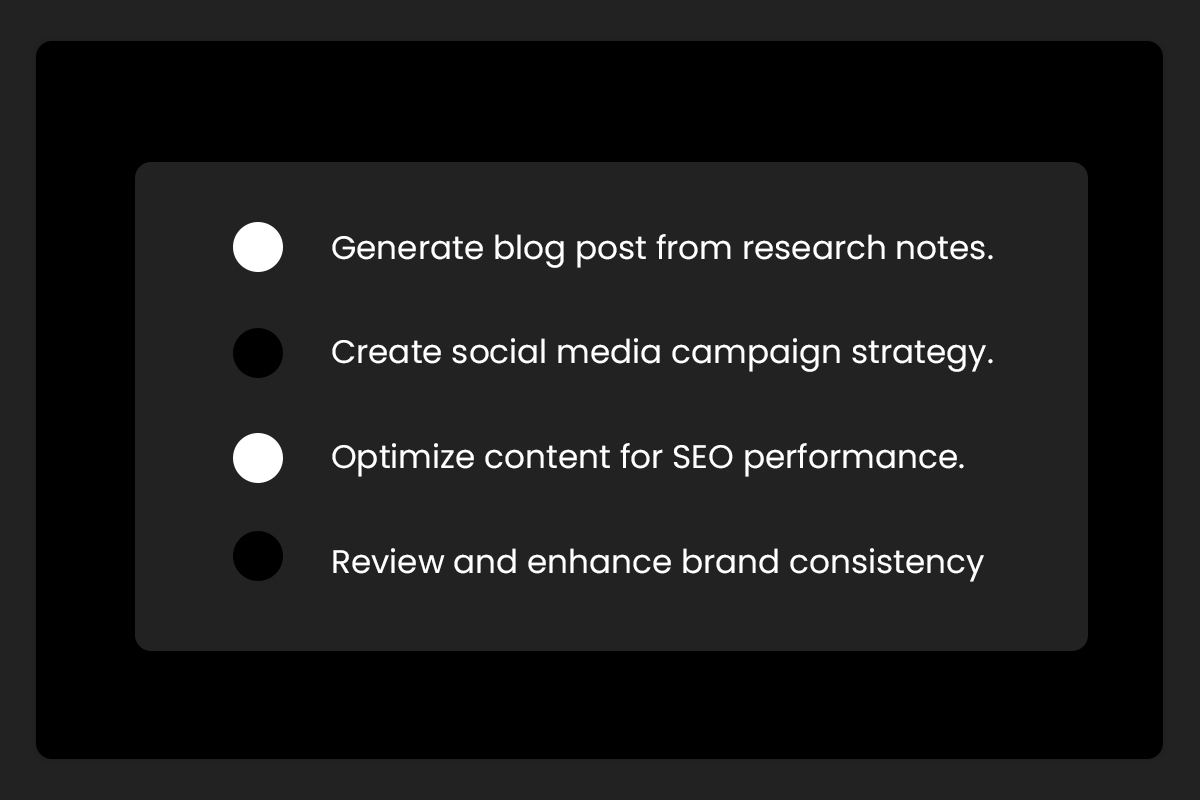 Generate blog post from research notes.
Create social media campaign strategy.
Optimize content for SEO performance.
Review and enhance brand consistency